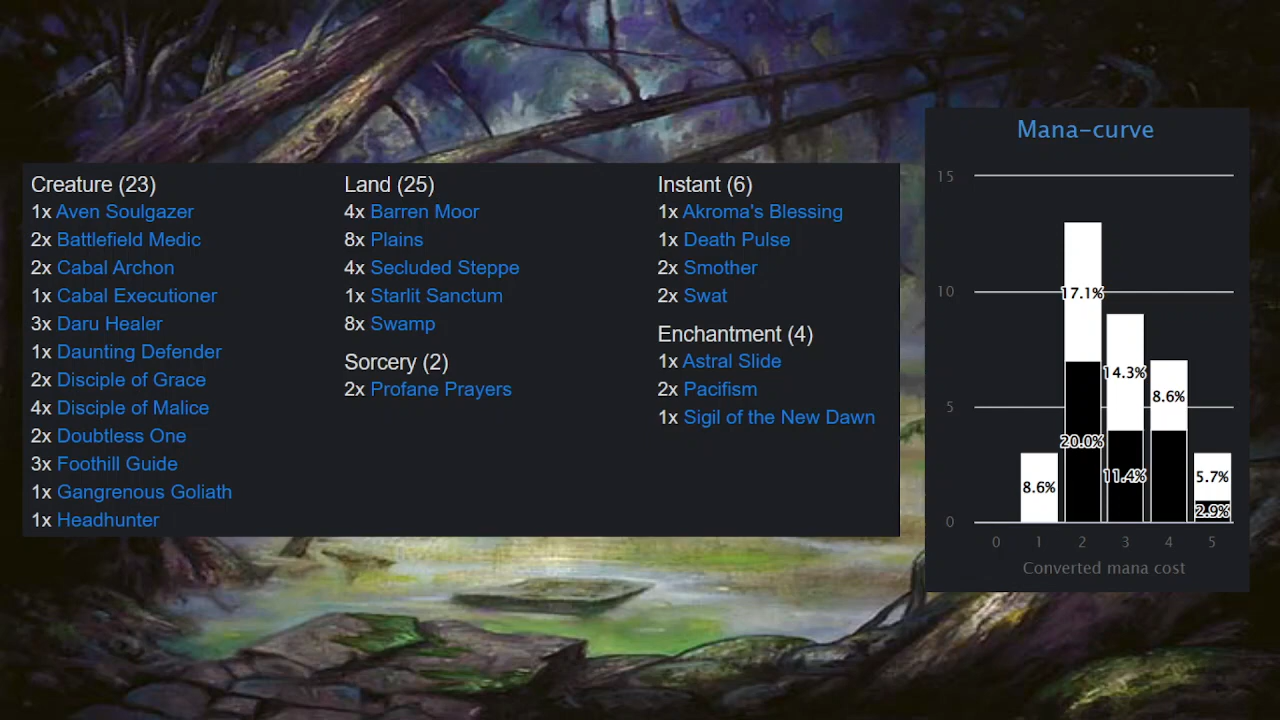 Creature (23)
1x Aven Soulgazer
2x Battlefield Medic
2x Cabal Archon
1x Cabal Executioner
3x Daru Healer
1x Daunting Defender
2x Disciple of Grace
4x Disciple of Malice
2x Doubtless One
3x Foothill Guide
1x Gangrenous Goliath
1x Headhunter
Land (25)
4x Barren Moor
8x Plains
4x Secluded Steppe
1x Starlit Sanctum
8x Swamp
Sorcery (2)
2x Profane Prayers
Instant (6)
1x Akroma's Blessing
1x Death Pulse
2x Smother
2x Swat
Enchantment (4)
1x Astral Slide
2x Pacifism
1x Sigil of the New Dawn
Mana-curve
15
10
5
0
17.1%
14.3%
8.6%
20.0%
11.4%
8.6%
5.7%
2.9%
0 1 2 3 4 5
Converted mana cost